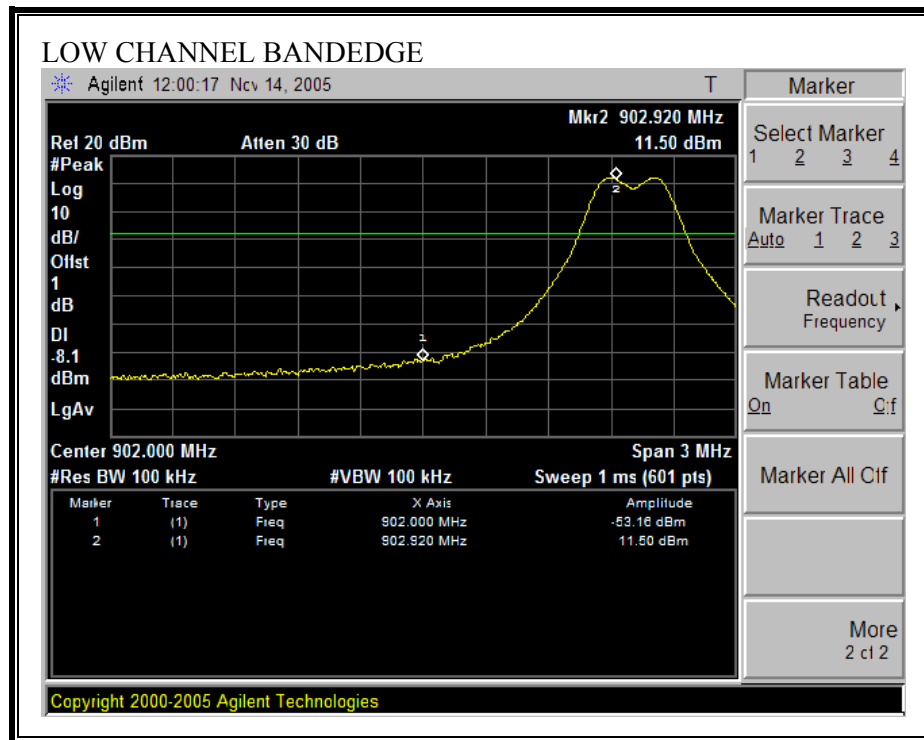 LOW CHANNEL BANDEDGE
Agilent 12:00:17 Nov 14, 2005 T
Mkr2 902.920 MHz
Ref 20 dBm Atten 30 dB 11.50 dBm
#Peak
Log
10
dB/
Offst
1
dB
DI
-8.1
dBm
LgAv
2
1
Center 902.000 MHz Span 3 MHz
#Res BW 100 kHz #VBW 100 kHz Sweep 1 ms (601 pts)
Marker Trace Type X Axis Amplitude
1 (1) Freq 902.000 MHz -53.16 dBm
2 (1) Freq 902.920 MHz 11.50 dBm
Marker
Select Marker
1 2 3 4
Marker Trace
Auto 1 2 3
Readout
Frequency
Marker Table
On Off
Marker All Off
More
2 of 2
Copyright 2000-2005 Agilent Technologies